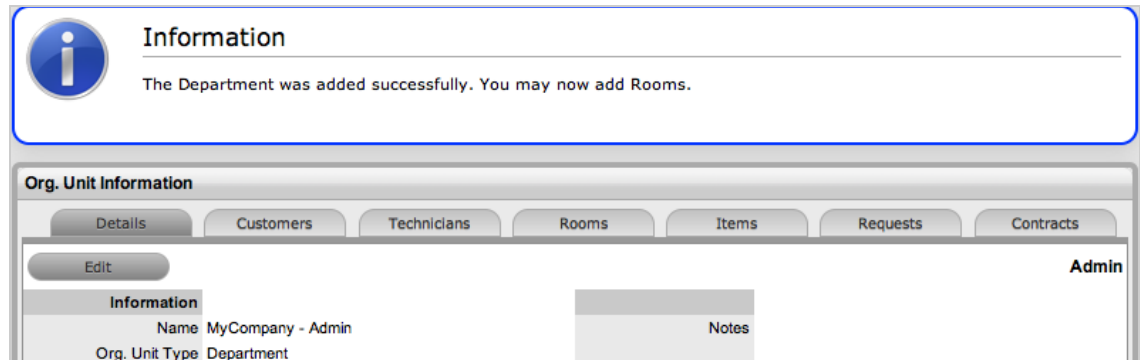 Information
The Department was added successfully. You may now add Rooms.
Org. Unit Information
Details Customers Technicians Rooms Items Requests Contracts
Edit Admin
Information
Name MyCompany - Admin Notes
Org. Unit Type Department